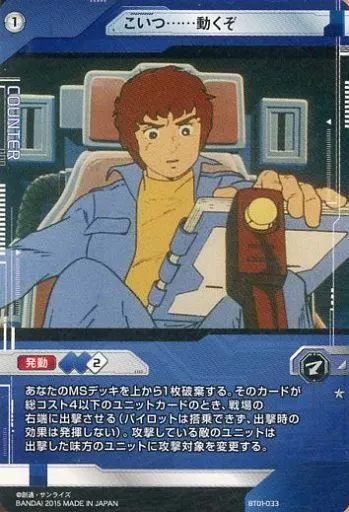 1
こいつ……動くぞ
COUNTER
発動 2
マ
あなたのMSデッキを上から1枚破棄する。そのカードが
総コスト4以下のユニットカードのとき、戦場の
右端に出撃させる（パイロットは搭乗できず、出撃時の
効果は発揮しない）。攻撃している敵のユニットは
出撃した味方のユニットに攻撃対象を変更する。
©創通・サンライズ
BANDAI 2015 MADE IN JAPAN
BT01-033